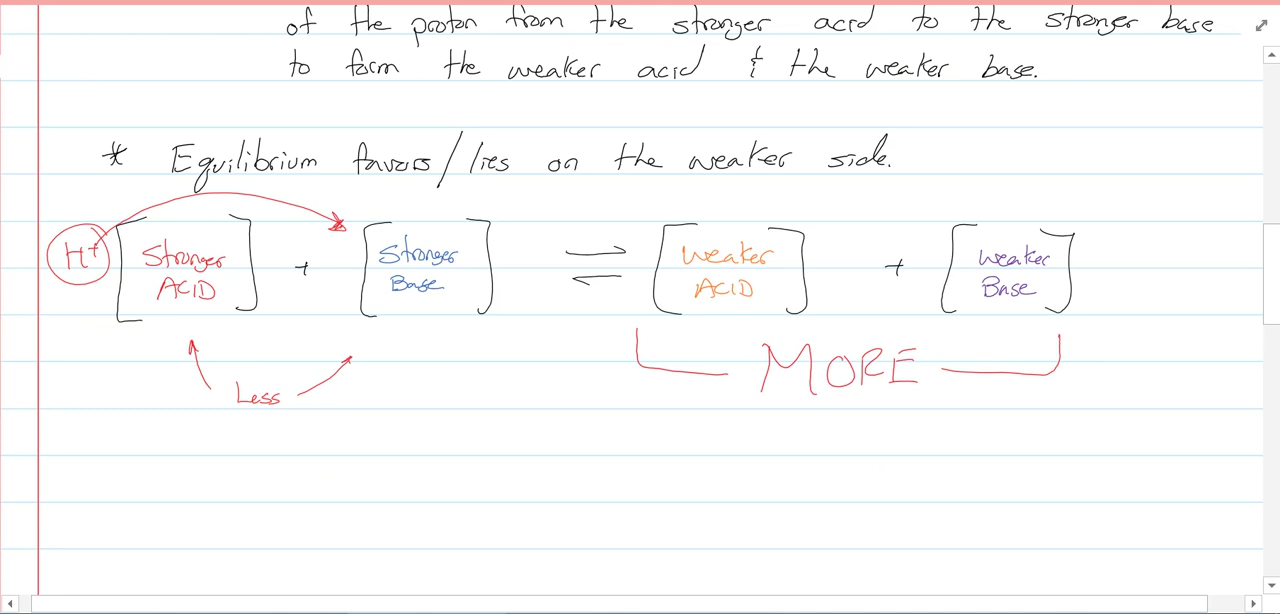 of the proton from the stronger acid to the stronger base
to form the weaker acid & the weaker base.
* Equilibrium favors/lies on the weaker side.
H+ [Stronger ACID] + [Stronger Base] ⇌ [Weaker ACID] + [Weaker Base]
Less MORE